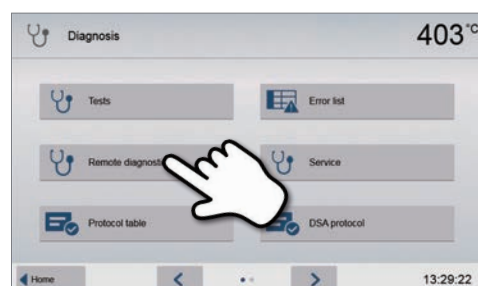 Diagnosis 403 °C
Tests Error list
Remote diagnosti
Service
Protocol table DSA protocol
Home 13:29:22